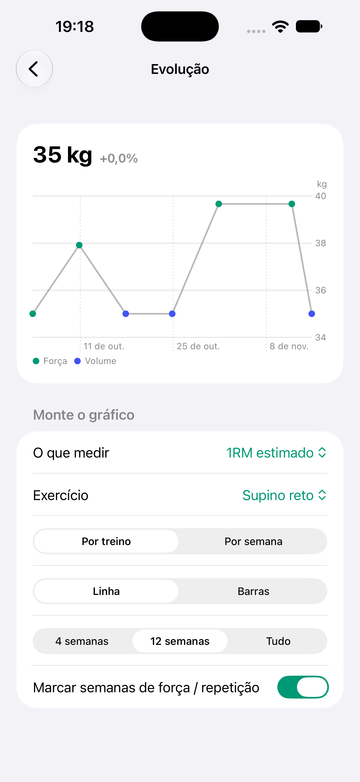 19:18
Evolução
35 kg +0,0%
kg
40
38
36
34
11 de out. 25 de out. 8 de nov.
Força Volume
Monte o gráfico
O que medir 1RM estimado
Exercício Supino reto
Por treino Por semana
Linha Barras
4 semanas 12 semanas Tudo
Marcar semanas de força / repetição